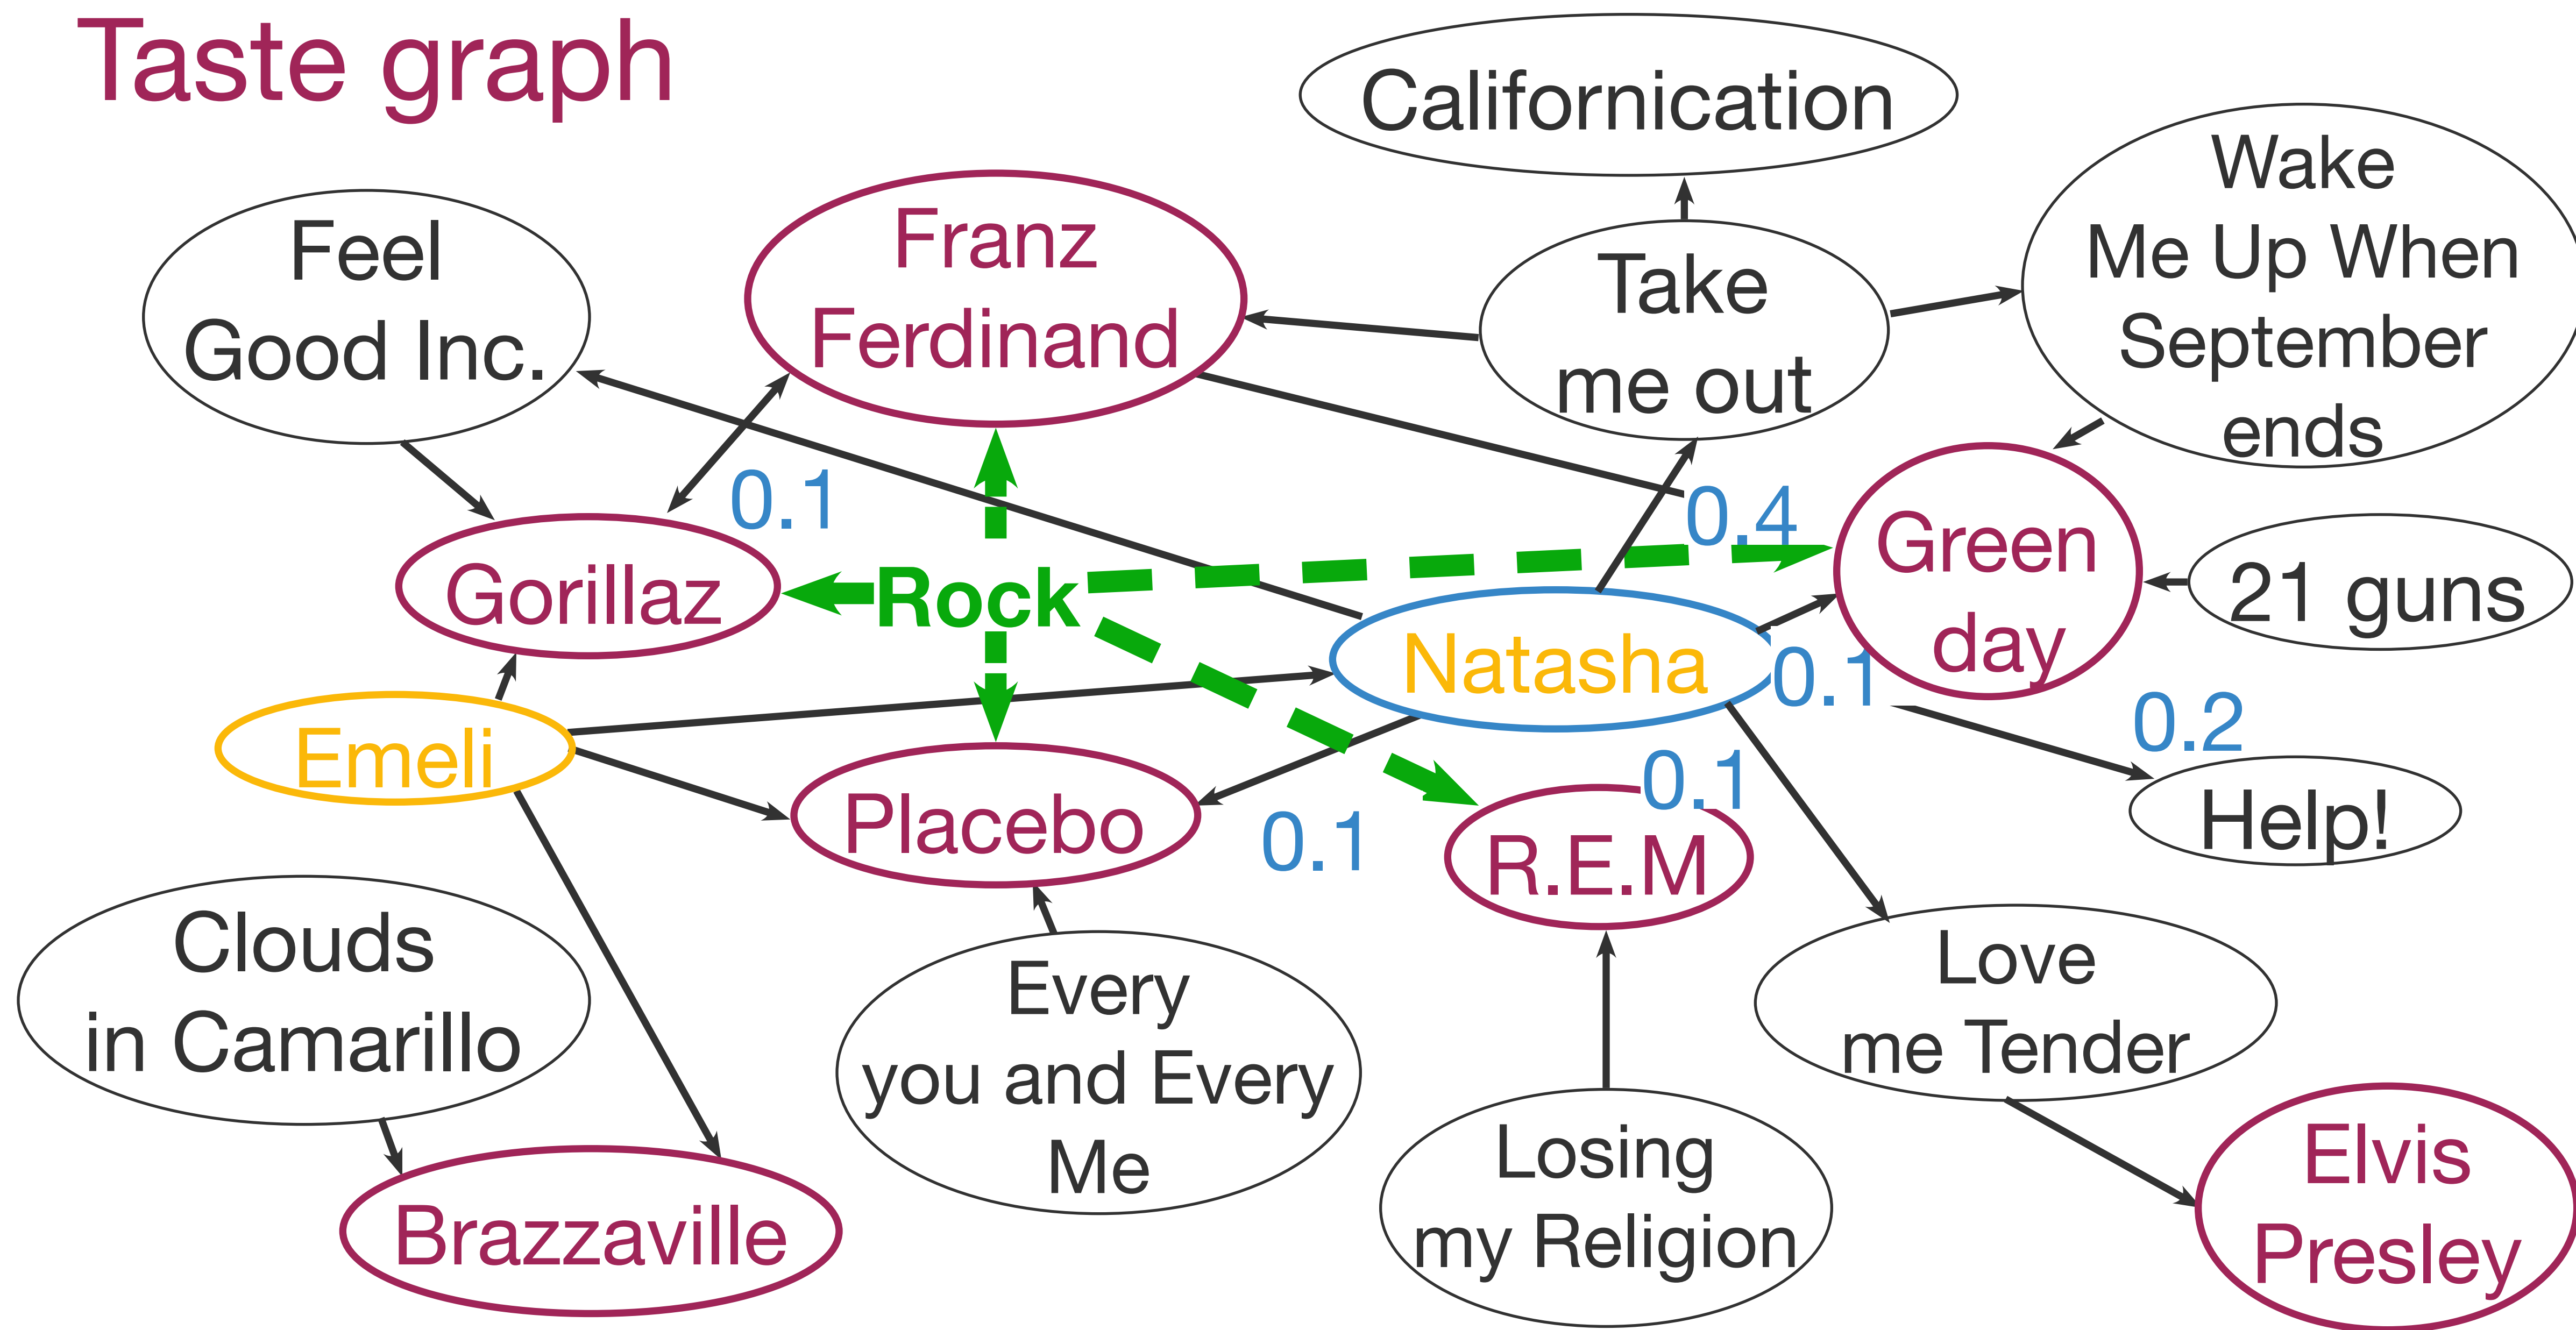 Taste graph
Californication
Wake
Me Up When
September
ends
Feel
Good Inc.
Franz
Ferdinand
Take
me out
0.1
0.4
Green
day
21 guns
Gorillaz
Rock
Natasha
0.1
0.2
Emeli
Placebo
0.1
0.1
R.E.M
Help!
Clouds
in Camarillo
Every
you and Every
Me
Love
me Tender
Losing
my Religion
Brazzaville
Elvis
Presley